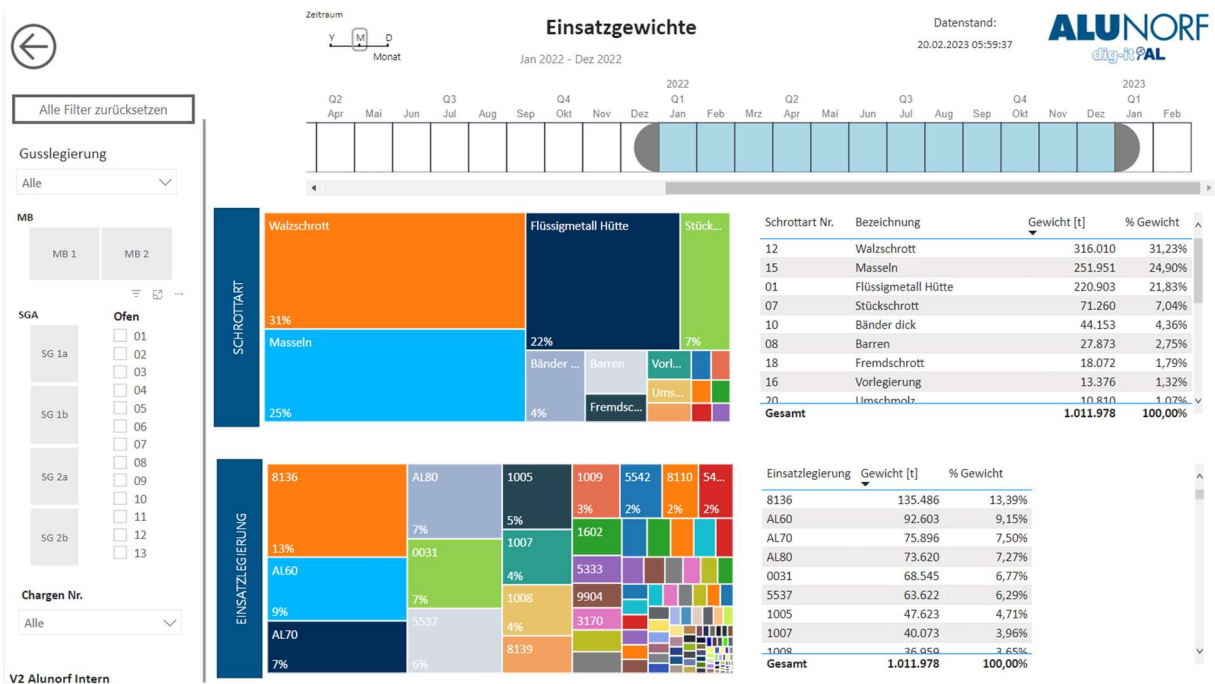 Zeitraum
Y M D
Monat
Einsatzgewichte
Jan 2022 - Dez 2022
Datenstand:
20.02.2023 05:59:37
ALUNORF
dig-it PAL
Alle Filter zurücksetzen
2022 2023
Q2 Q3 Q4 Q1 Q2 Q3 Q4 Q1
Apr Mai Jun Jul Aug Sep Okt Nov Dez Jan Feb Mrz Apr Mai Jun Jul Aug Sep Okt Nov Dez Jan Feb
Gusslegierung
Alle
MB
MB 1 MB 2
SGA
SG 1a
SG 1b
SG 2a
SG 2b
Ofen
01
02
03
04
05
06
07
08
09
10
11
12
13
Chargen Nr.
Alle
V2 Alunorf Intern
SCHROTTART
Walzschrott
31%
Masseln
25%
Flüssigmetall Hütte
22%
Stück...
7%
Bänder ...
4%
Barren
Fremdsc...
Vorl...
Ums...
Schrottart Nr. Bezeichnung Gewicht [t] % Gewicht
12 Walzschrott 316.010 31,23%
15 Masseln 251.951 24,90%
01 Flüssigmetall Hütte 220.903 21,83%
07 Stückschrott 71.260 7,04%
10 Bänder dick 44.153 4,36%
08 Barren 27.873 2,75%
18 Fremdschrott 18.072 1,79%
16 Vorlegierung 13.376 1,32%
20 Umschmolz 10.810 1,07%
Gesamt 1.011.978 100,00%
EINSATZLEGIERUNG
8136
13%
AL60
9%
AL70
7%
AL80
7%
0031
7%
5537
6%
1005
5%
1007
4%
1008
4%
8139
1009
3%
1602
5333
9904
3170
5542
2%
8110
2%
54...
2%
Einsatzlegierung Gewicht [t] % Gewicht
8136 135.486 13,39%
AL60 92.603 9,15%
AL70 75.896 7,50%
AL80 73.620 7,27%
0031 68.545 6,77%
5537 63.622 6,29%
1005 47.623 4,71%
1007 40.073 3,96%
1008 36.959 3,65%
Gesamt 1.011.978 100,00%